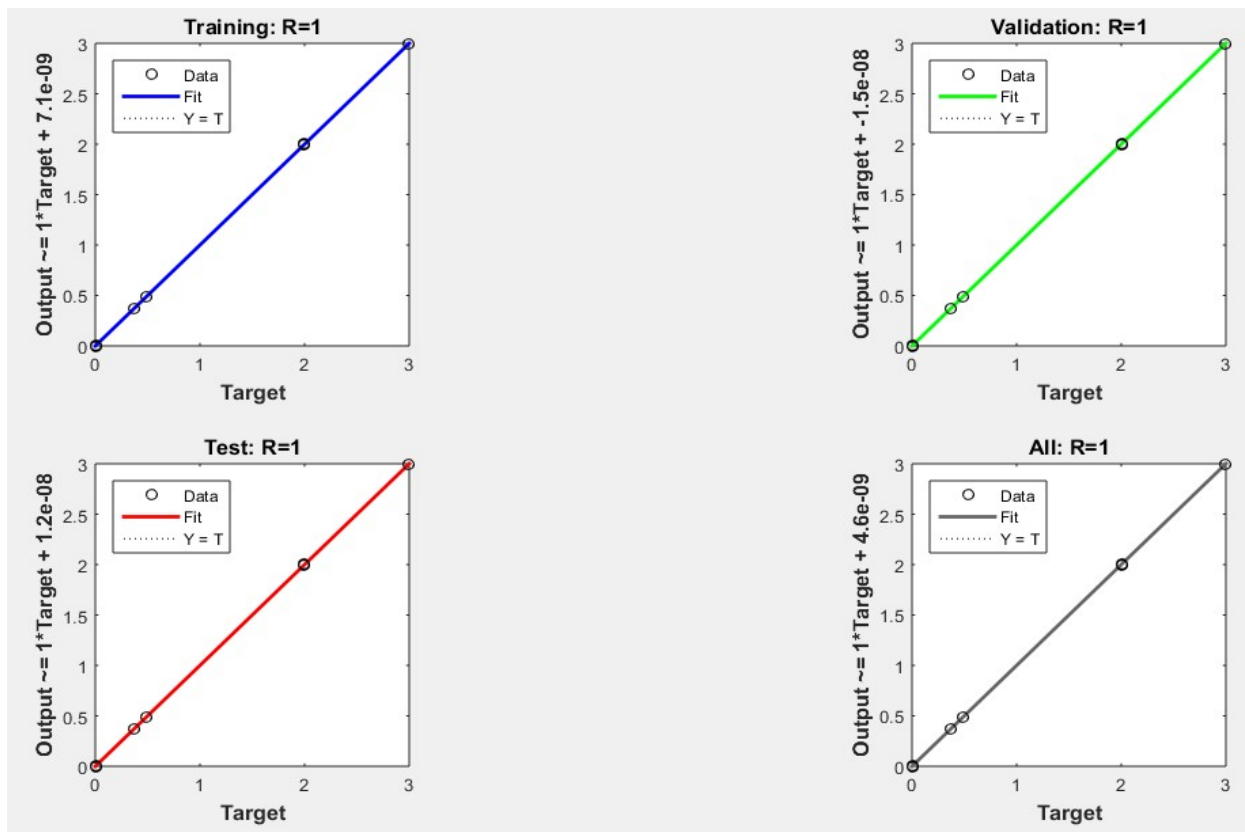 Training: R=1
Output ~= 1*Target + 7.1e-09
Data
Fit
Y = T
3
2.5
2
1.5
1
0.5
0
0 1 2 3
Target
Validation: R=1
Output ~= 1*Target + -1.5e-08
Data
Fit
Y = T
3
2.5
2
1.5
1
0.5
0
0 1 2 3
Target
Test: R=1
Output ~= 1*Target + 1.2e-08
Data
Fit
Y = T
3
2.5
2
1.5
1
0.5
0
0 1 2 3
Target
All: R=1
Output ~= 1*Target + 4.6e-09
Data
Fit
Y = T
3
2.5
2
1.5
1
0.5
0
0 1 2 3
Target